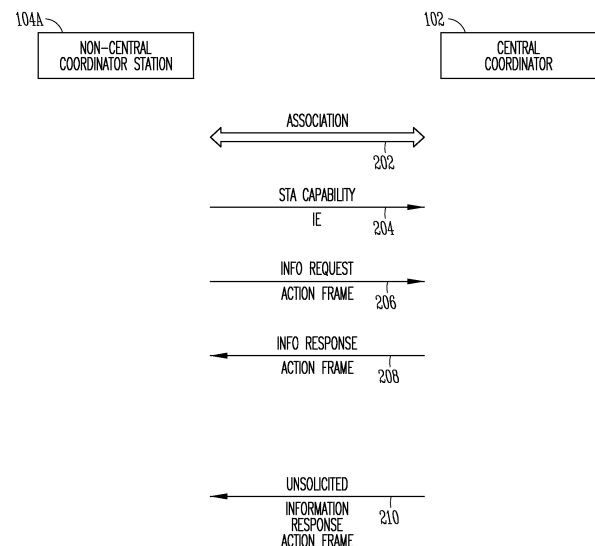 104A
102
NON-CENTRAL
COORDINATOR STATION
CENTRAL
COORDINATOR
ASSOCIATION
202
STA CAPABILITY
IE
204
INFO REQUEST
ACTION FRAME
206
INFO RESPONSE
ACTION FRAME
208
UNSOLICITED
INFORMATION
RESPONSE
ACTION FRAME
210